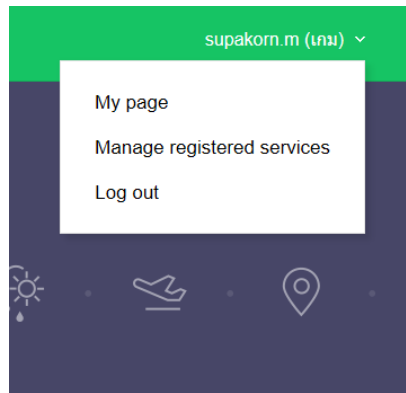 supakorn.m (เกม)
My page
Manage registered services
Log out